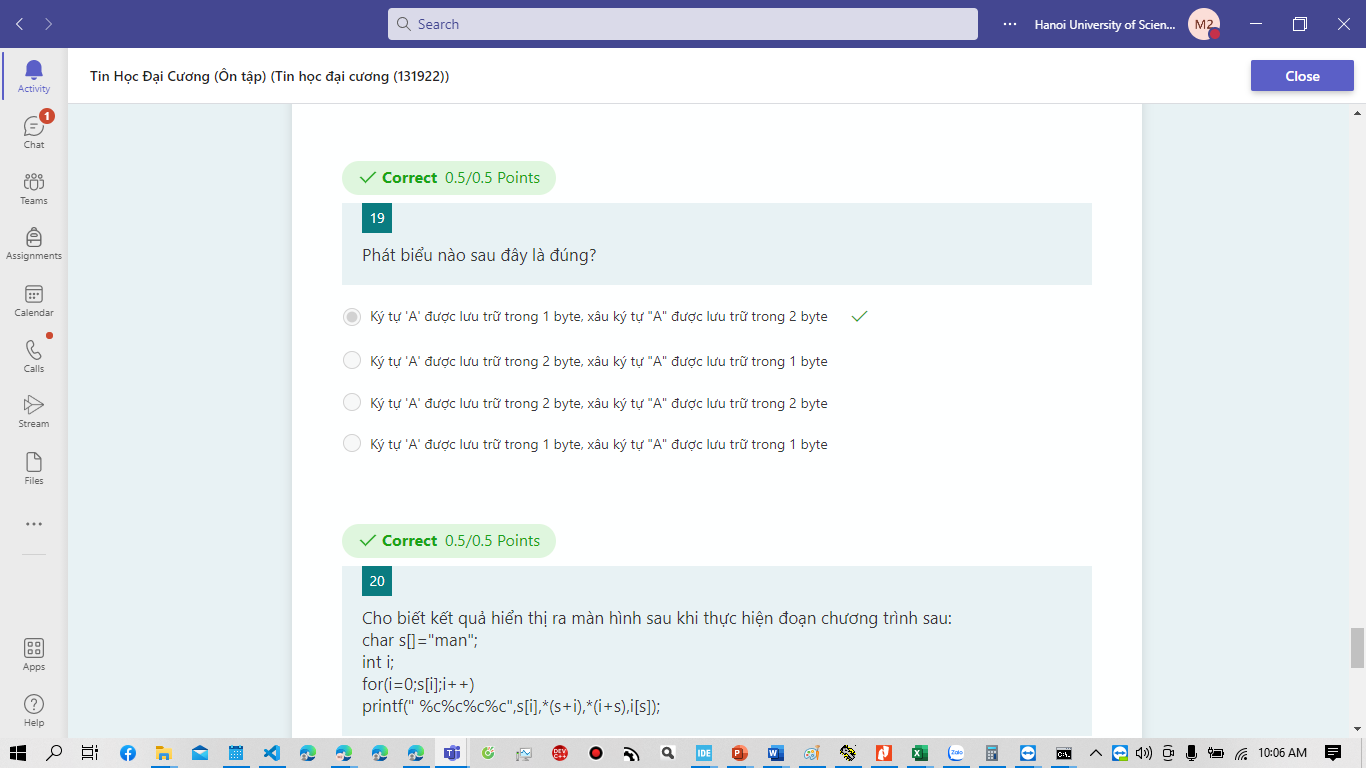 Search
Hanoi University of Scien...
M2
Activity
Tin Học Đại Cương (Ôn tập) (Tin học đại cương (131922))
Close
1
Chat
Teams
Assignments
Calendar
Calls
Stream
Files
Apps
Help
Correct 0.5/0.5 Points
19
Phát biểu nào sau đây là đúng?
Ký tự 'A' được lưu trữ trong 1 byte, xâu ký tự "A" được lưu trữ trong 2 byte
Ký tự 'A' được lưu trữ trong 2 byte, xâu ký tự "A" được lưu trữ trong 1 byte
Ký tự 'A' được lưu trữ trong 2 byte, xâu ký tự "A" được lưu trữ trong 2 byte
Ký tự 'A' được lưu trữ trong 1 byte, xâu ký tự "A" được lưu trữ trong 1 byte
Correct 0.5/0.5 Points
20
Cho biết kết quả hiển thị ra màn hình sau khi thực hiện đoạn chương trình sau:
char s[]="man";
int i;
for(i=0;s[i];i++)
printf(" %c%c%c%c",s[i],*(s+i),*(i+s),i[s]);
IDE
Zalo
10:06 AM